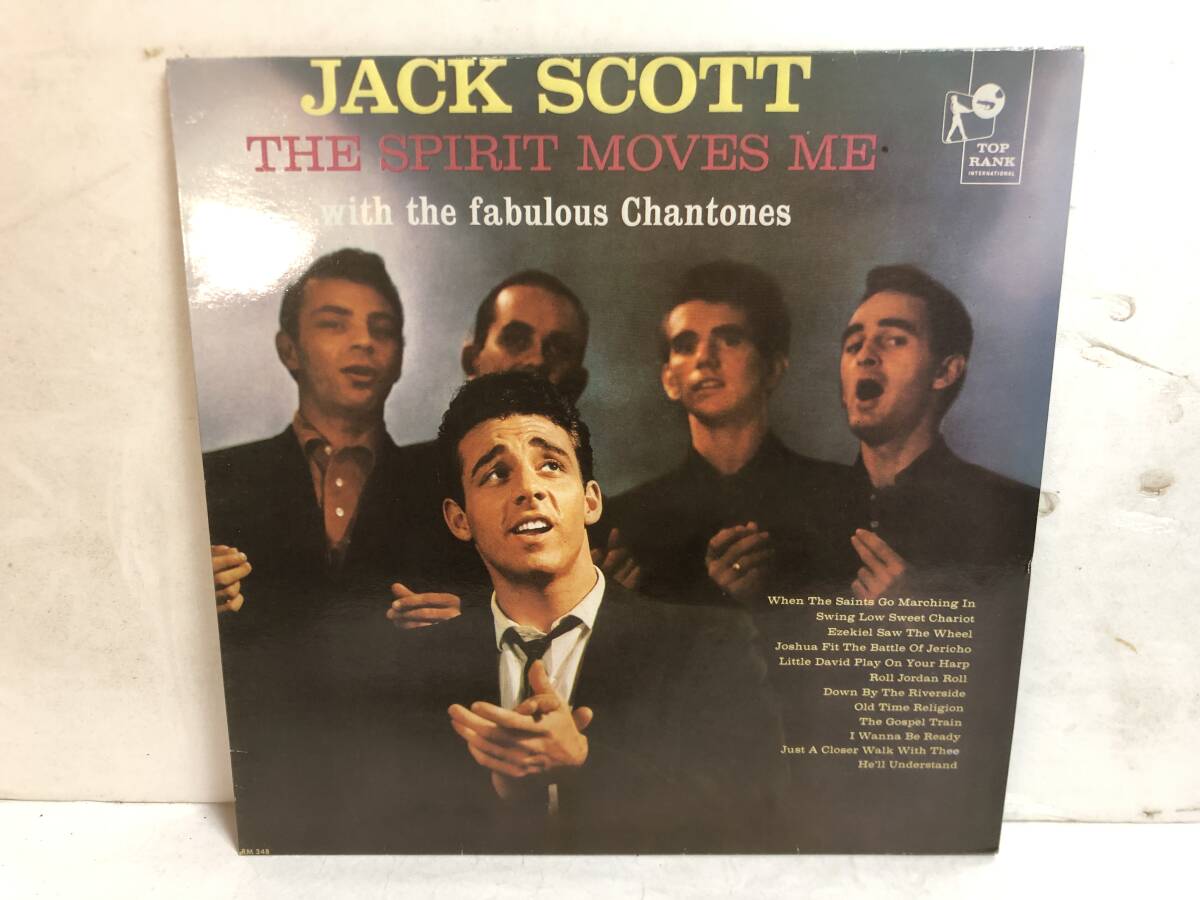 JACK SCOTT
THE SPIRIT MOVES ME
with the fabulous Chantones
TOP
RANK
INTERNATIONAL
When The Saints Go Marching In
Swing Low Sweet Chariot
Ezekiel Saw The Wheel
Joshua Fit The Battle Of Jericho
Little David Play On Your Harp
Roll Jordan Roll
Down By The Riverside
Old Time Religion
The Gospel Train
I Wanna Be Ready
Just A Closer Walk With Thee
He'll Understand
RM 348